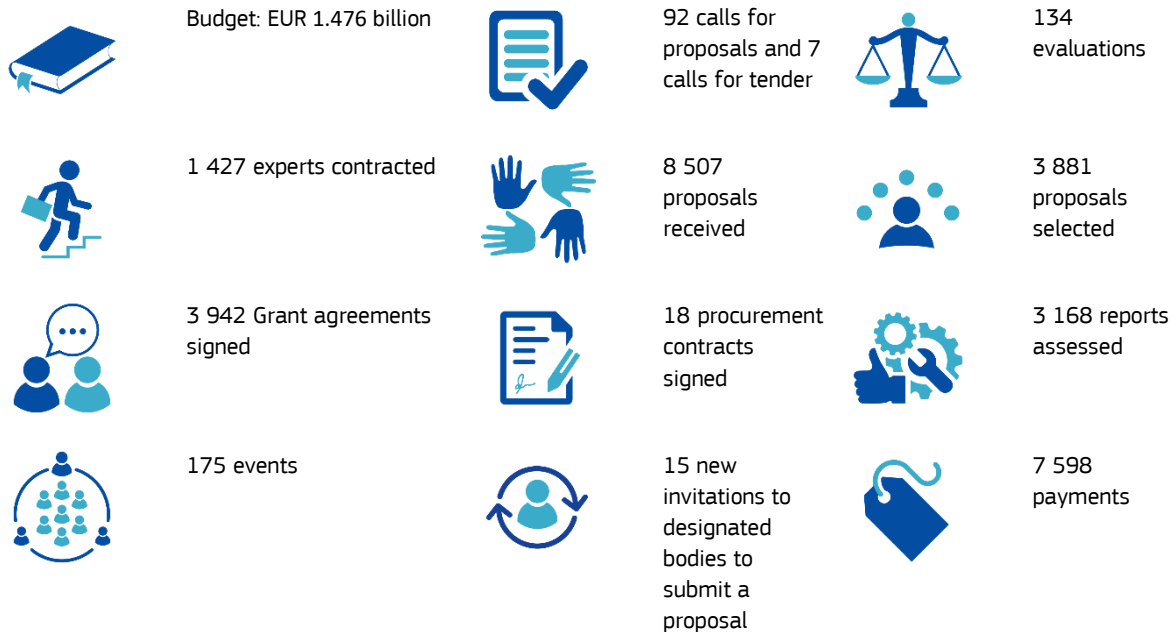 Budget: EUR 1.476 billion
92 calls for
proposals and 7
calls for tender
134
evaluations
1 427 experts contracted
8 507
proposals
received
3 881
proposals
selected
3 942 Grant agreements
signed
18 procurement
contracts
signed
3 168 reports
assessed
175 events
15 new
invitations to
designated
bodies to
submit a
proposal
7 598
payments